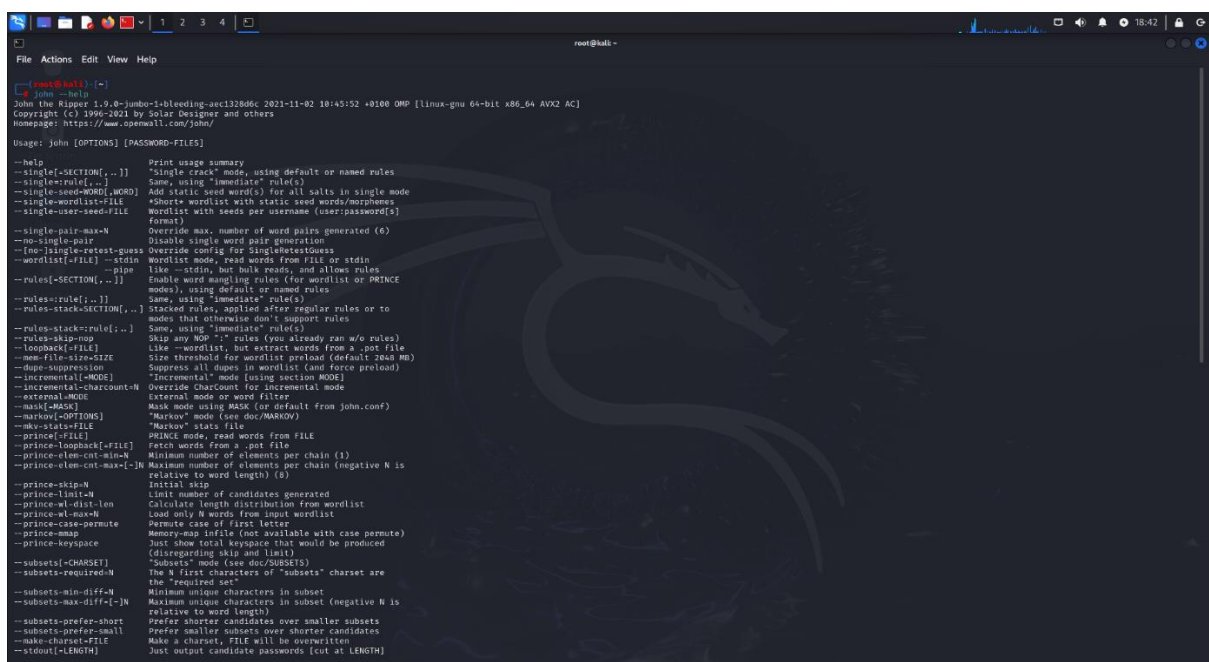 1 2 3 4
18:42
root@kali: ~
File Actions Edit View Help
(root@kali)-[~]
# john --help
John the Ripper 1.9.0-jumbo-1+bleeding-aec1328d6c 2021-11-02 10:45:52 +0100 OMP [linux-gnu 64-bit x86_64 AVX2 AC]
Copyright (c) 1996-2021 by Solar Designer and others
Homepage: https://www.openwall.com/john/
Usage: john [OPTIONS] [PASSWORD-FILES]
--help Print usage summary
--single[=SECTION[,..]] "Single crack" mode, using default or named rules
--single=:rule[,..] Same, using "immediate" rule(s)
--single-seed=WORD[,WORD] Add static seed word(s) for all salts in single mode
--single-wordlist=FILE *Short* wordlist with static seed words/morphemes
--single-user-seed=FILE Wordlist with seeds per username (user:password[s]
format)
--single-pair-max=N Override max. number of word pairs generated (6)
--no-single-pair Disable single word pair generation
--[no-]single-retest-guess Override config for SingleRetestGuess
--wordlist[=FILE] --stdin Wordlist mode, read words from FILE or stdin
--pipe like --stdin, but bulk reads, and allows rules
--rules[=SECTION[,..]] Enable word mangling rules (for wordlist or PRINCE
modes), using default or named rules
--rules=:rule[;..]] Same, using "immediate" rule(s)
--rules-stack=SECTION[,..] Stacked rules, applied after regular rules or to
modes that otherwise don't support rules
--rules-stack=:rule[;..] Same, using "immediate" rule(s)
--rules-skip-nop Skip any NOP ":" rules (you already ran w/o rules)
--loopback[=FILE] Like --wordlist, but extract words from a .pot file
--mem-file-size=SIZE Size threshold for wordlist preload (default 2048 MB)
--dupe-suppression Suppress all dupes in wordlist (and force preload)
--incremental[=MODE] "Incremental" mode [using section MODE]
--incremental-charcount=N Override CharCount for incremental mode
--external=MODE External mode or word filter
--mask[=MASK] Mask mode using MASK (or default from john.conf)
--markov[=OPTIONS] "Markov" mode (see doc/MARKOV)
--mkv-stats=FILE "Markov" stats file
--prince[=FILE] PRINCE mode, read words from FILE
--prince-loopback[=FILE] Fetch words from a .pot file
--prince-elem-cnt-min=N Minimum number of elements per chain (1)
--prince-elem-cnt-max=[-]N Maximum number of elements per chain (negative N is
relative to word length) (8)
--prince-skip=N Initial skip
--prince-limit=N Limit number of candidates generated
--prince-wl-dist-len Calculate length distribution from wordlist
--prince-wl-max=N Load only N words from input wordlist
--prince-case-permute Permute case of first letter
--prince-mmap Memory-map infile (not available with case permute)
--prince-keyspace Just show total keyspace that would be produced
(disregarding skip and limit)
--subsets[=CHARSET] "Subsets" mode (see doc/SUBSETS)
--subsets-required=N The N first characters of "subsets" charset are
the "required set"
--subsets-min-diff=N Minimum unique characters in subset
--subsets-max-diff=[-]N Maximum unique characters in subset (negative N is
relative to word length)
--subsets-prefer-short Prefer shorter candidates over smaller subsets
--subsets-prefer-small Prefer smaller subsets over shorter candidates
--make-charset=FILE Make a charset, FILE will be overwritten
--stdout[=LENGTH] Just output candidate passwords [cut at LENGTH]